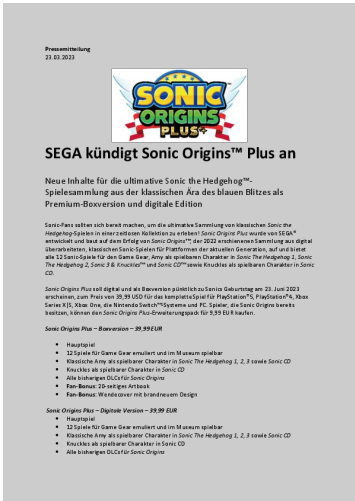 Pressemitteilung
23.03.2023
SONIC
ORIGINS
PLUS+
SEGA kündigt Sonic Origins™ Plus an
Neue Inhalte für die ultimative Sonic the Hedgehog™-
Spielesammlung aus der klassischen Ära des blauen Blitzes als
Premium-Boxversion und digitale Edition
Sonic-Fans sollten sich bereit machen, um die ultimative Sammlung von klassischen Sonic the
Hedgehog-Spielen in einer zeitlosen Kollektion zu erleben! Sonic Origins Plus wurde von SEGA®
entwickelt und baut auf dem Erfolg von Sonic Origins™, der 2022 erschienenen Sammlung aus digital
überarbeiteten, klassischen Sonic-Spielen für Plattformen der aktuellen Generation, auf und bietet
alle 12 Sonic-Spiele für den Game Gear, Amy als spielbaren Charakter in Sonic The Hedgehog 1, Sonic
The Hedgehog 2, Sonic 3 & Knuckles™ und Sonic CD™ sowie Knuckles als spielbaren Charakter in Sonic
CD.
Sonic Origins Plus soll digital und als Boxversion pünktlich zu Sonics Geburtstag am 23. Juni 2023
erscheinen, zum Preis von 39,99 USD für das komplette Spiel für PlayStation®5, PlayStation®4, Xbox
Series X|S, Xbox One, die Nintendo Switch™-Systeme und PC. Spieler, die Sonic Origins bereits
besitzen, können den Sonic Origins Plus-Erweiterungspack für 9,99 EUR kaufen.
Sonic Origins Plus – Boxversion – 39,99 EUR
• Hauptspiel
• 12 Spiele für Game Gear emuliert und im Museum spielbar
• Klassische Amy als spielbarer Charakter in Sonic The Hedgehog 1, 2, 3 sowie Sonic CD
• Knuckles als spielbarer Charakter in Sonic CD
• Alle bisherigen DLCs für Sonic Origins
• Fan-Bonus: 20-seitiges Artbook
• Fan-Bonus: Wendecover mit brandneuem Design
Sonic Origins Plus – Digitale Version – 39,99 EUR
• Hauptspiel
• 12 Spiele für Game Gear emuliert und im Museum spielbar
• Klassische Amy als spielbarer Charakter in Sonic The Hedgehog 1, 2, 3 sowie Sonic CD
• Knuckles als spielbarer Charakter in Sonic CD
• Alle bisherigen DLCs für Sonic Origins